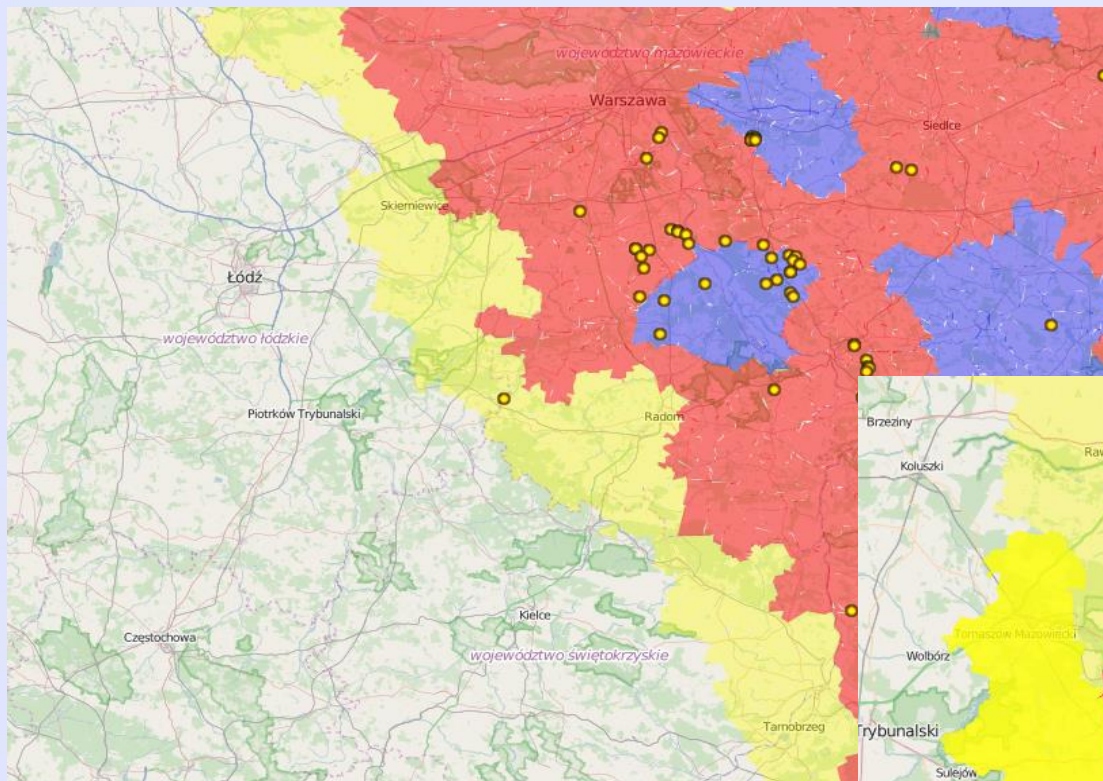 województwo mazowieckie
Warszawa
Siedlce
Skierniewice
Łódź
województwo łódzkie
Piotrków Trybunalski
Radom
Brzeziny
Raw
Koluszki
Kielce
Częstochowa
województwo świętokrzyskie
Tomaszów Mazowiecki
Wolbórz
Tarnobrzeg
Trybunalski
Sulejów